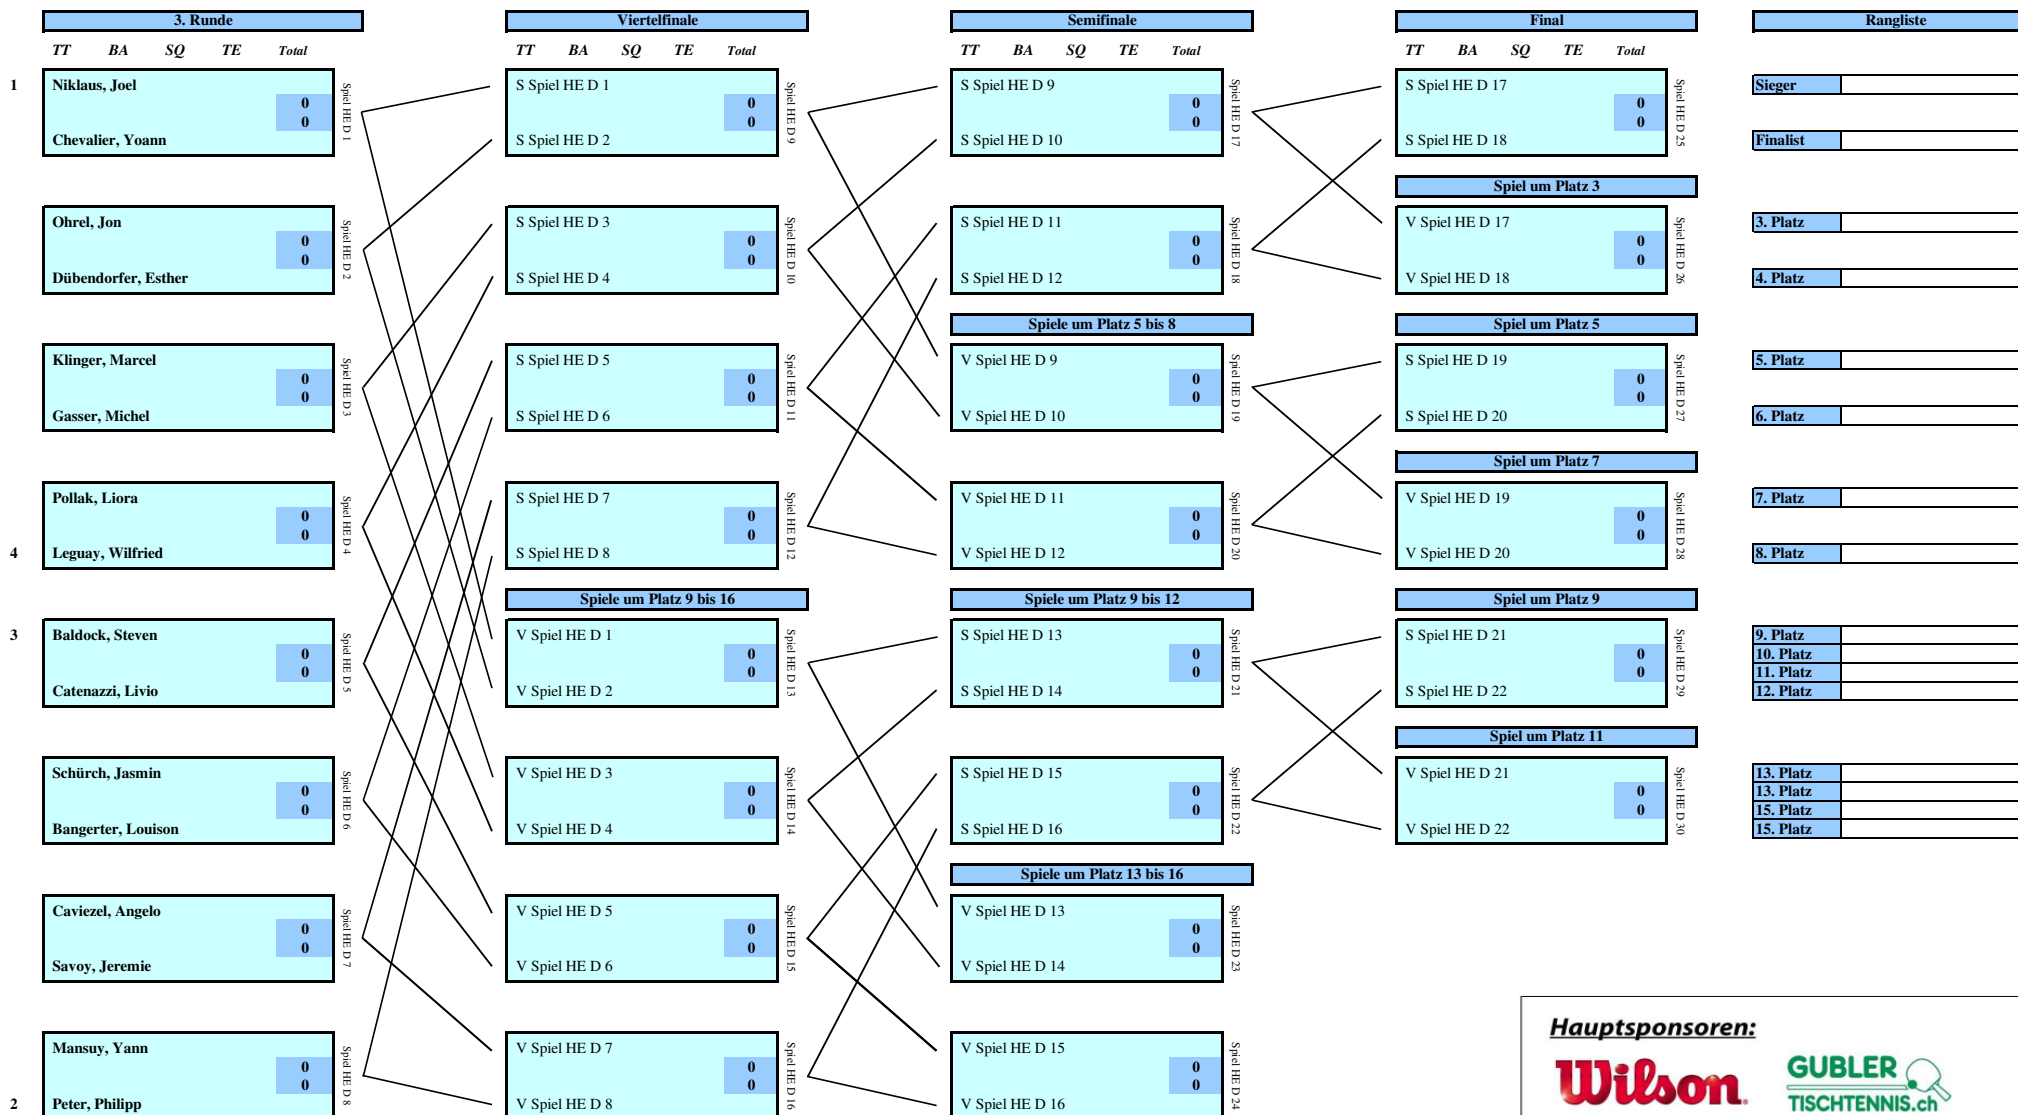 3. Runde
Viertelfinale
Semifinale
Final
Rangliste
TT BA SQ TE Total
TT BA SQ TE Total
TT BA SQ TE Total
TT BA SQ TE Total
1
Niklaus, Joel
0
0
Chevalier, Yoann
Spiel HE D 1
Ohrel, Jon
0
0
Dübendorfer, Esther
Spiel HE D 2
Klinger, Marcel
0
0
Gasser, Michel
Spiel HE D 3
Pollak, Liora
0
0
4
Leguay, Wilfried
Spiel HE D 4
3
Baldock, Steven
0
0
Catenazzi, Livio
Spiel HE D 5
Schürch, Jasmin
0
0
Bangerter, Louison
Spiel HE D 6
Caviezel, Angelo
0
0
Savoy, Jeremie
Spiel HE D 7
Mansuy, Yann
0
0
2
Peter, Philipp
Spiel HE D 8
S Spiel HE D 1
0
0
S Spiel HE D 2
Spiel HE D 9
S Spiel HE D 3
0
0
S Spiel HE D 4
Spiel HE D 10
S Spiel HE D 5
0
0
S Spiel HE D 6
Spiel HE D 11
S Spiel HE D 7
0
0
S Spiel HE D 8
Spiel HE D 12
Spiele um Platz 9 bis 16
V Spiel HE D 1
0
0
V Spiel HE D 2
Spiel HE D 13
V Spiel HE D 3
0
0
V Spiel HE D 4
Spiel HE D 14
V Spiel HE D 5
0
0
V Spiel HE D 6
Spiel HE D 15
V Spiel HE D 7
0
0
V Spiel HE D 8
Spiel HE D 16
S Spiel HE D 9
0
0
S Spiel HE D 10
Spiel HE D 17
S Spiel HE D 11
0
0
S Spiel HE D 12
Spiel HE D 18
Spiele um Platz 5 bis 8
V Spiel HE D 9
0
0
V Spiel HE D 10
Spiel HE D 19
V Spiel HE D 11
0
0
V Spiel HE D 12
Spiel HE D 20
Spiele um Platz 9 bis 12
S Spiel HE D 13
0
0
S Spiel HE D 14
Spiel HE D 21
S Spiel HE D 15
0
0
S Spiel HE D 16
Spiel HE D 22
Spiele um Platz 13 bis 16
V Spiel HE D 13
0
0
V Spiel HE D 14
Spiel HE D 23
V Spiel HE D 15
0
0
V Spiel HE D 16
Spiel HE D 24
S Spiel HE D 17
0
0
S Spiel HE D 18
Spiel HE D 25
Spiel um Platz 3
V Spiel HE D 17
0
0
V Spiel HE D 18
Spiel HE D 26
Spiel um Platz 5
S Spiel HE D 19
0
0
S Spiel HE D 20
Spiel HE D 27
Spiel um Platz 7
V Spiel HE D 19
0
0
V Spiel HE D 20
Spiel HE D 28
Spiel um Platz 9
S Spiel HE D 21
0
0
S Spiel HE D 22
Spiel HE D 29
Spiel um Platz 11
V Spiel HE D 21
0
0
V Spiel HE D 22
Spiel HE D 30
Sieger
Finalist
3. Platz
4. Platz
5. Platz
6. Platz
7. Platz
8. Platz
9. Platz
10. Platz
11. Platz
12. Platz
13. Platz
13. Platz
15. Platz
15. Platz
Hauptsponsoren:
Wilson.
GUBLER
TISCHTENNIS.ch